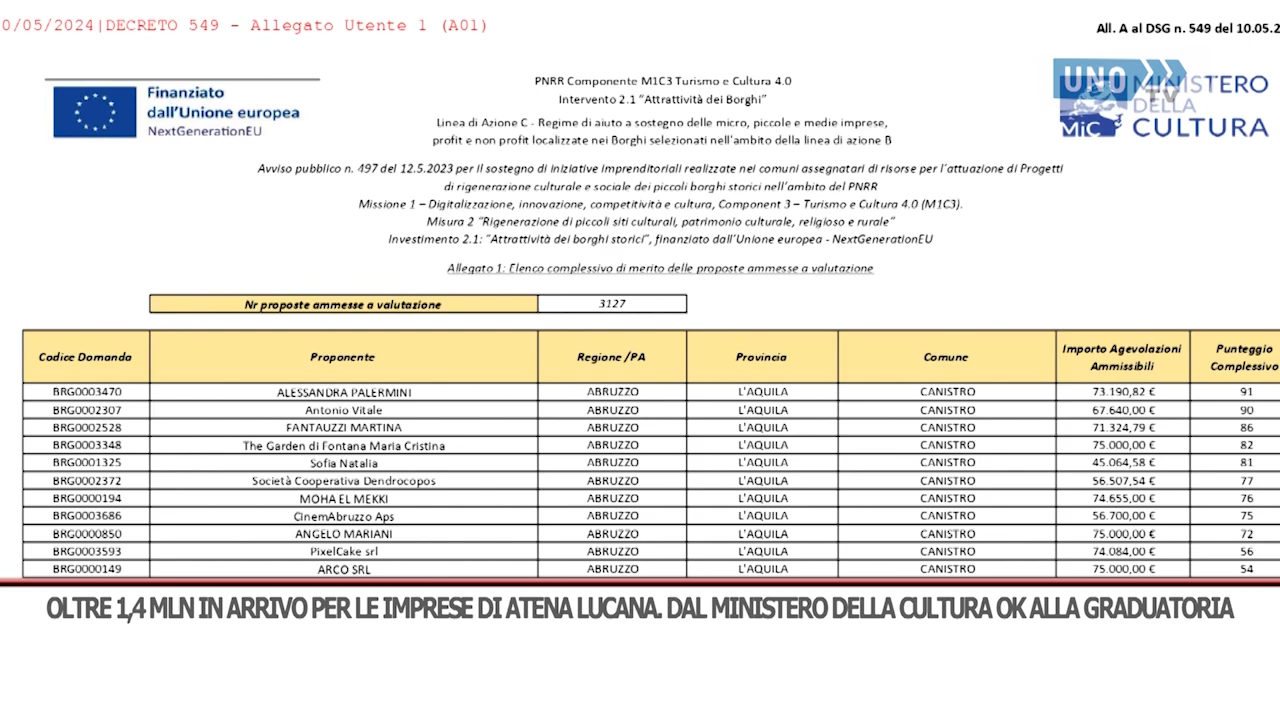 0/05/2024|DECRETO 549 - Allegato Utente 1 (A01)
All. A al DSG n. 549 del 10.05.2
Finanziato
dall'Unione europea
NextGenerationEU
PNRR Componente M1C3 Turismo e Cultura 4.0
Intervento 2.1 "Attrattività dei Borghi"
Linea di Azione C - Regime di aiuto a sostegno delle micro, piccole e medie imprese,
profit e non profit localizzate nei Borghi selezionati nell'ambito della linea di azione B
UNO TV
MiC
MINISTERO
DELLA
CULTURA
Avviso pubblico n. 497 del 12.5.2023 per il sostegno di iniziative imprenditoriali realizzate nei comuni assegnatari di risorse per l'attuazione di Progetti
di rigenerazione culturale e sociale dei piccoli borghi storici nell'ambito del PNRR
Missione 1 – Digitalizzazione, innovazione, competitività e cultura, Component 3 – Turismo e Cultura 4.0 (M1C3).
Misura 2 "Rigenerazione di piccoli siti culturali, patrimonio culturale, religioso e rurale"
Investimento 2.1: "Attrattività dei borghi storici", finanziato dall'Unione europea - NextGenerationEU
Allegato 1: Elenco complessivo di merito delle proposte ammesse a valutazione
Nr proposte ammesse a valutazione 3127
Codice Domanda Proponente Regione /PA Provincia Comune Importo Agevolazioni Ammissibili Punteggio Complessivo
BRG0003470 ALESSANDRA PALERMINI ABRUZZO L'AQUILA CANISTRO 73.190,82 € 91
BRG0002307 Antonio Vitale ABRUZZO L'AQUILA CANISTRO 67.640,00 € 90
BRG0002528 FANTAUZZI MARTINA ABRUZZO L'AQUILA CANISTRO 71.324,79 € 86
BRG0003348 The Garden di Fontana Maria Cristina ABRUZZO L'AQUILA CANISTRO 75.000,00 € 82
BRG0001325 Sofia Natalia ABRUZZO L'AQUILA CANISTRO 45.064,58 € 81
BRG0002372 Società Cooperativa Dendrocopos ABRUZZO L'AQUILA CANISTRO 56.507,54 € 77
BRG0000194 MOHA EL MEKKI ABRUZZO L'AQUILA CANISTRO 74.655,00 € 76
BRG0003686 CinemAbruzzo Aps ABRUZZO L'AQUILA CANISTRO 56.700,00 € 75
BRG0000850 ANGELO MARIANI ABRUZZO L'AQUILA CANISTRO 75.000,00 € 72
BRG0003593 PixelCake srl ABRUZZO L'AQUILA CANISTRO 74.084,00 € 56
BRG0000149 ARCO SRL ABRUZZO L'AQUILA CANISTRO 75.000,00 € 54
OLTRE 1,4 MLN IN ARRIVO PER LE IMPRESE DI ATENA LUCANA. DAL MINISTERO DELLA CULTURA OK ALLA GRADUATORIA